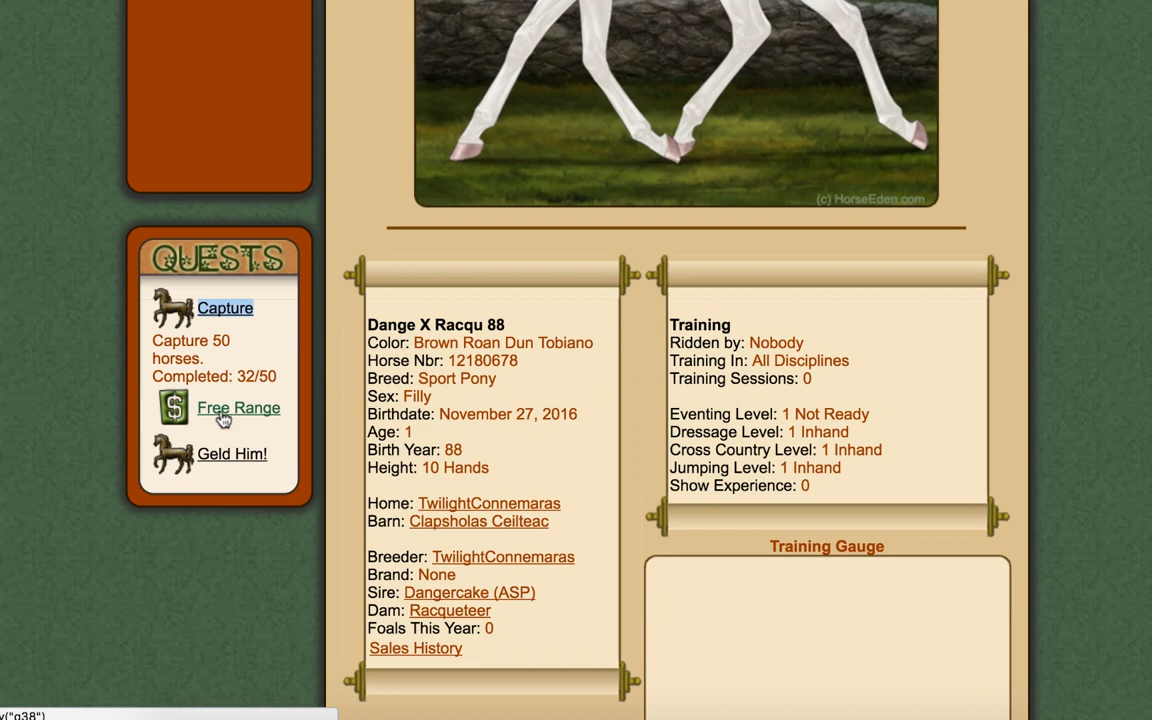 (c) HorseEden.com
QUESTS
Capture
Capture 50
horses.
Completed: 32/50
Free Range
Geld Him!
Dange X Racqu 88
Color: Brown Roan Dun Tobiano
Horse Nbr: 12180678
Breed: Sport Pony
Sex: Filly
Birthdate: November 27, 2016
Age: 1
Birth Year: 88
Height: 10 Hands
Home: TwilightConnemaras
Barn: Clapsholas Ceilteac
Breeder: TwilightConnemaras
Brand: None
Sire: Dangercake (ASP)
Dam: Racqueteer
Foals This Year: 0
Sales History
Training
Ridden by: Nobody
Training In: All Disciplines
Training Sessions: 0
Eventing Level: 1 Not Ready
Dressage Level: 1 Inhand
Cross Country Level: 1 Inhand
Jumping Level: 1 Inhand
Show Experience: 0
Training Gauge
y("q38")